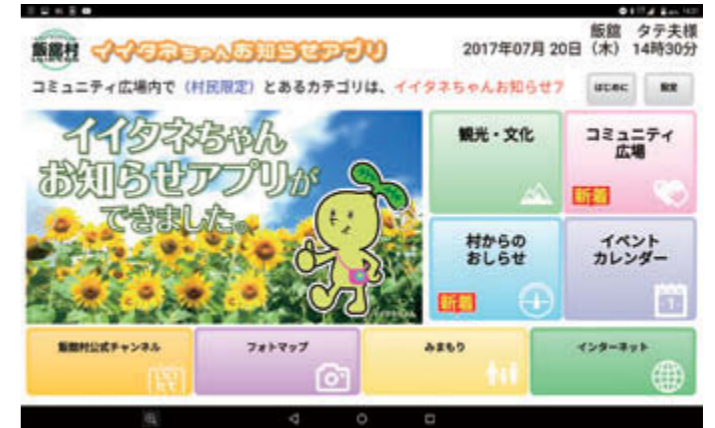 飯舘村
イイタネちゃんお知らせアプリ
飯舘 タテ夫様
2017年07月20日 (木) 14時30分
コミュニティ広場内で（村民限定）とあるカテゴリは、イイタネちゃんお知らせア
はじめに
設定
イイタネちゃん
お知らせアプリが
できました。
イイタネちゃん
観光・文化
コミュニティ
広場
新着
村からの
おしらせ
新着
イベント
カレンダー
1
飯舘村公式チャンネル
フォトマップ
みまもり
インターネット